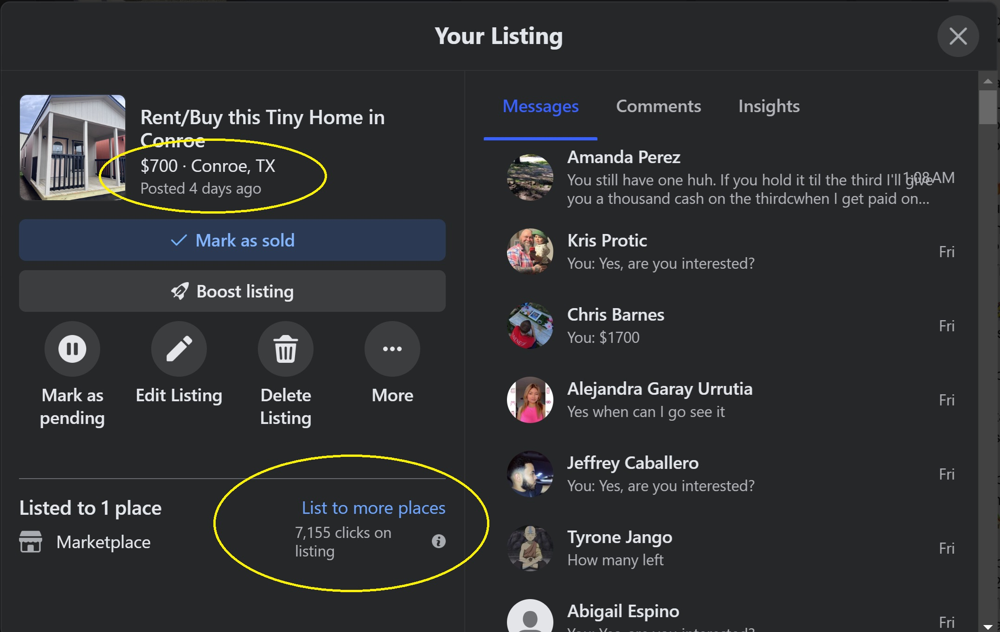 Your Listing
Rent/Buy this Tiny Home in
Conroe
$700 · Conroe, TX
Posted 4 days ago
Mark as sold
Boost listing
Mark as
pending
Edit Listing
Delete
Listing
More
Listed to 1 place
List to more places
Marketplace
7,155 clicks on
listing
Messages
Comments
Insights
Amanda Perez
You still have one huh. If you hold it til the third I'll give
1:08 AM
you a thousand cash on the thirdcwhen I get paid on...
Kris Protic
You: Yes, are you interested?
Fri
Chris Barnes
You: $1700
Fri
Alejandra Garay Urrutia
Yes when can I go see it
Fri
Jeffrey Caballero
You: Yes, are you interested?
Fri
Tyrone Jango
How many left
Fri
Abigail Espino
Fri